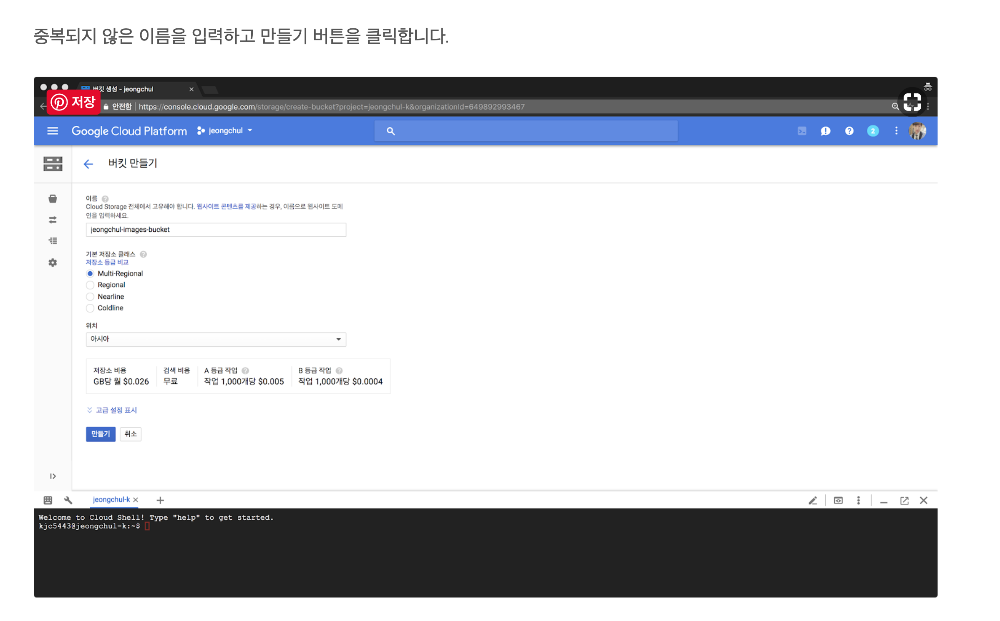 중복되지 않은 이름을 입력하고 만들기 버튼을 클릭합니다.
버킷 생성 - jeongchul
저장
안전함 https://console.cloud.google.com/storage/create-bucket?project=jeongchul-k&organizationId=649892993467
Google Cloud Platform jeongchul 2
버킷 만들기
이름
Cloud Storage 전체에서 고유해야 합니다. 웹사이트 콘텐츠를 제공하는 경우, 이름으로 웹사이트 도메
인을 입력하세요.
jeongchul-images-bucket
기본 저장소 클래스
저장소 등급 비교
Multi-Regional
Regional
Nearline
Coldline
위치
아시아
저장소 비용 검색 비용 A 등급 작업 B 등급 작업
GB당 월 $0.026 무료 작업 1,000개당 $0.005 작업 1,000개당 $0.0004
고급 설정 표시
만들기 취소
jeongchul-k
Welcome to Cloud Shell! Type "help" to get started.
kjc5443@jeongchul-k:~$